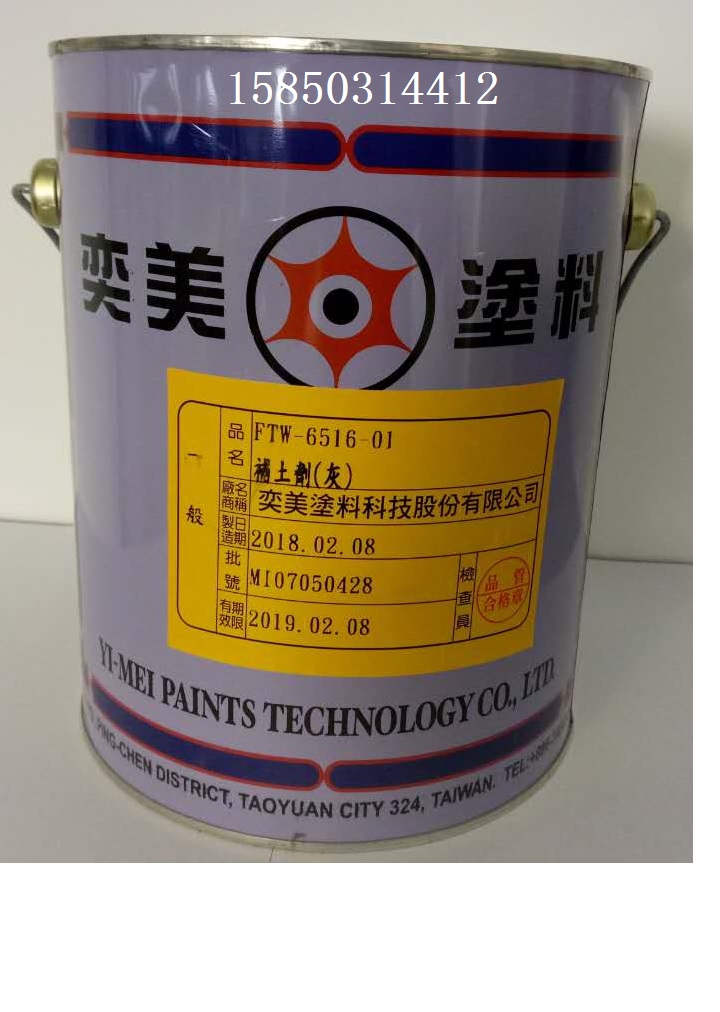 15850314412
奕美 塗料
一般
品名 FTW-6516-01
補土劑(灰)
廠商名稱 奕美塗料科技股份有限公司
製造日期 2018.02.08
批號 MI07050428
檢查員
品管
合格章
有效期限 2019.02.08
YI-MEI PAINTS TECHNOLOGY CO., LTD.
PING-CHEN DISTRICT, TAOYUAN CITY 324, TAIWAN. TEL:+886-